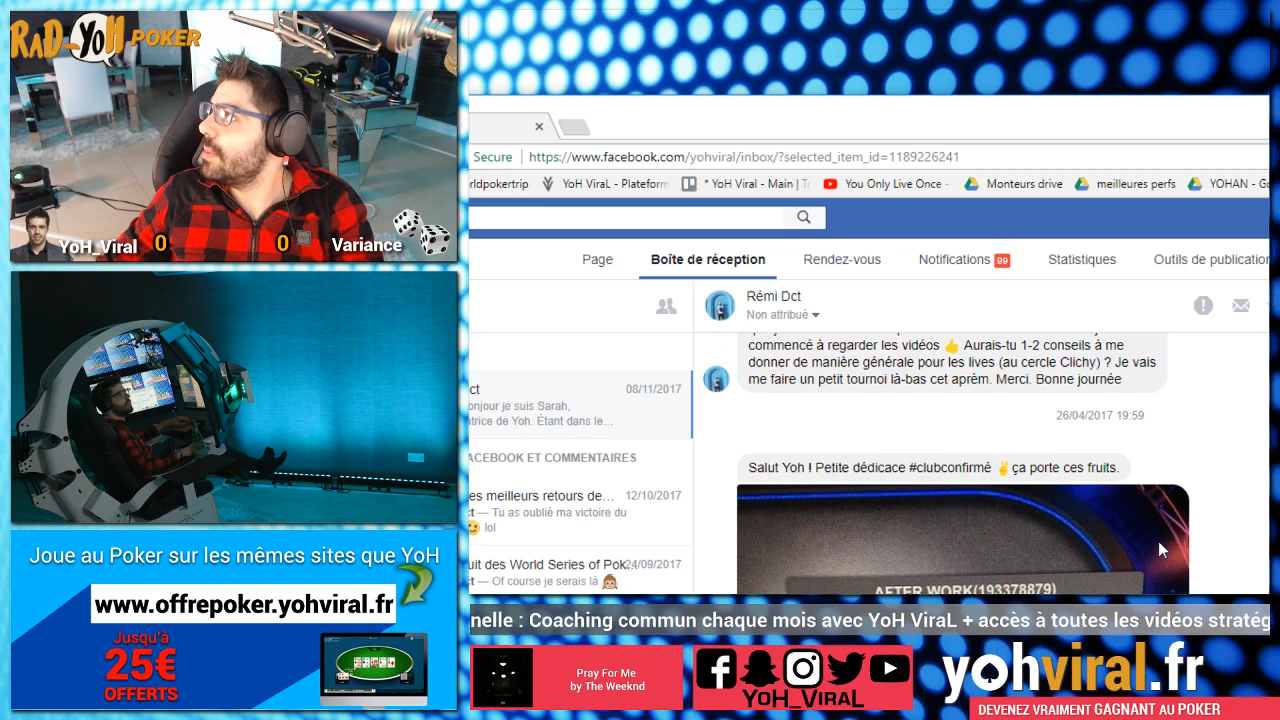 RaD-YoH POKER
YoH_Viral 0 0 Variance
Joue au Poker sur les mêmes sites que YoH
www.offrepoker.yohviral.fr
Jusqu'à
25€
OFFERTS
Secure https://www.facebook.com/yohviral/inbox/?selected_item_id=1189226241
rldpokertrip YoH ViraL - Plateform * YoH Viral - Main | Tr You Only Live Once - Monteurs drive meilleures perfs YOHAN - Go
Page Boîte de réception Rendez-vous Notifications 99 Statistiques Outils de publication
Rémi Dct
Non attribué
commencé à regarder les vidéos 👍 Aurais-tu 1-2 conseils à me
donner de manière générale pour les lives (au cercle Clichy) ? Je vais
me faire un petit tournoi là-bas cet aprèm. Merci. Bonne journée
26/04/2017 19:59
Salut Yoh ! Petite dédicace #clubconfirmé ✌ ça porte ces fruits.
AFTER WORK(193378879)
ct 08/11/2017
onjour je suis Sarah,
trice de Yoh. Étant dans le...
ACEBOOK ET COMMENTAIRES
es meilleurs retours de... 12/10/2017
ct — Tu as oublié ma victoire du
😉 lol
uit des World Series of Pok... 24/09/2017
ct — Of course je serais là 🙈
nelle : Coaching commun chaque mois avec YoH ViraL + accès à toutes les vidéos stratég
Pray For Me
by The Weeknd
YoH_ViraL
yohviral.fr
DEVENEZ VRAIMENT GAGNANT AU POKER